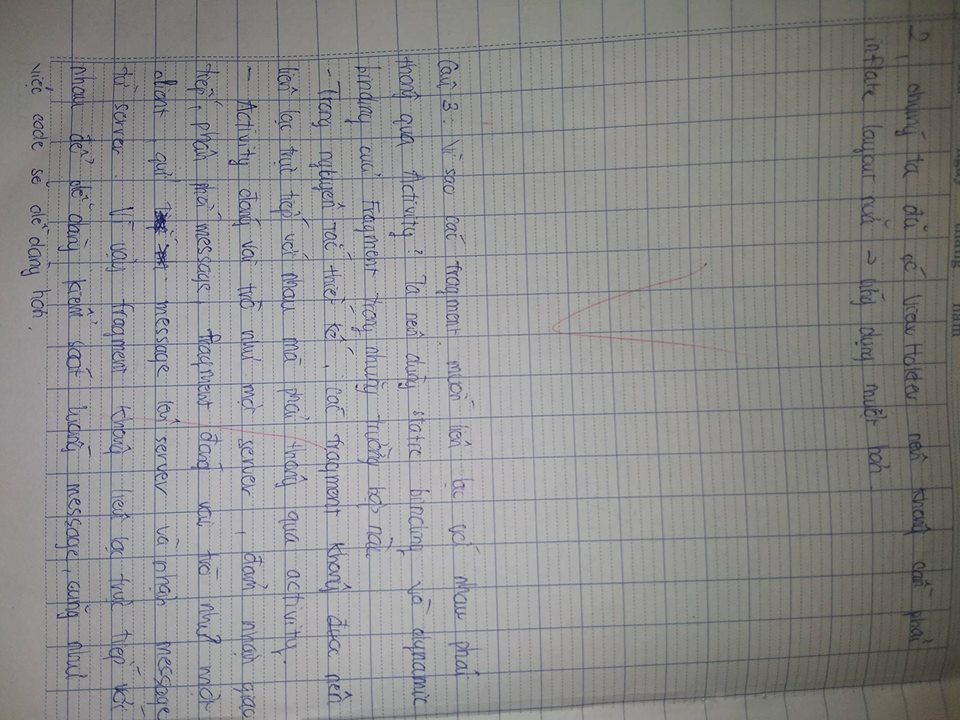 ngày tháng năm
2, chúng ta đã có View Holder nên không cần phải
inflate layout nữa → ứng dụng mượt hơn
Câu 3: Vì sao các fragment muốn liên lạc với nhau phải
thông qua Activity? Ta nên dùng static binding và dynamic
binding của Fragment trong những trường hợp nào.
- Trong nguyên tắc thiết kế, các fragment không được nên
liên lạc trực tiếp với nhau mà phải thông qua activity.
- Activity đóng vai trò như một server, đảm nhận giao
tiếp, phân phối message, fragment đóng vai trò như một
client, gửi message lên server và nhận message
từ server. Vì vậy fragment không liên lạc trực tiếp với
nhau để dễ dàng kiểm soát luồng message, cũng như
việc code sẽ dễ dàng hơn.